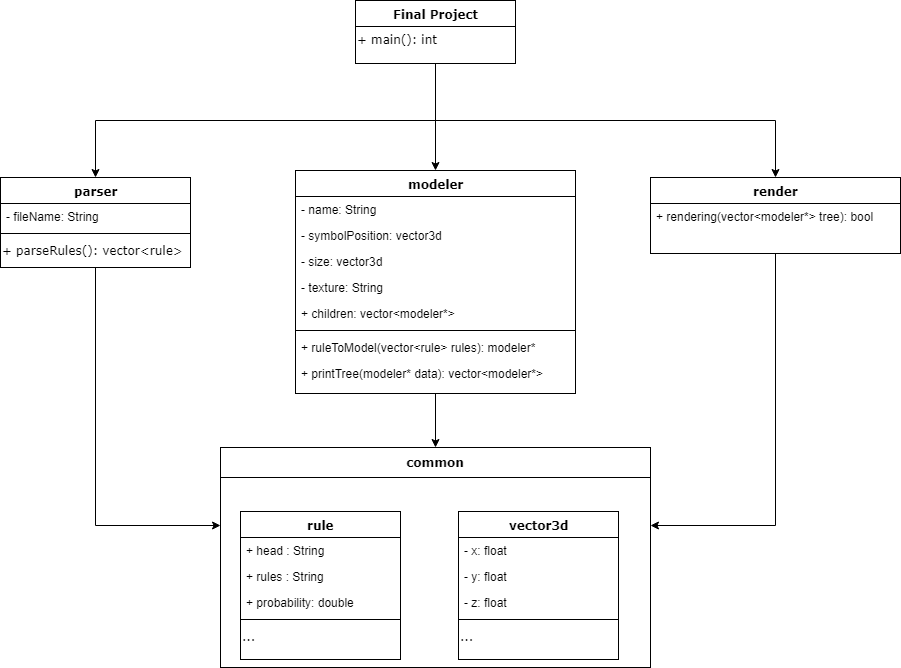 Final Project
+ main(): int
parser
- fileName: String
+ parseRules(): vector<rule>
modeler
- name: String
- symbolPosition: vector3d
- size: vector3d
- texture: String
+ children: vector<modeler*>
+ ruleToModel(vector<rule> rules): modeler*
+ printTree(modeler* data): vector<modeler*>
render
+ rendering(vector<modeler*> tree): bool
common
rule
+ head : String
+ rules : String
+ probability: double
...
vector3d
- x: float
- y: float
- z: float
...